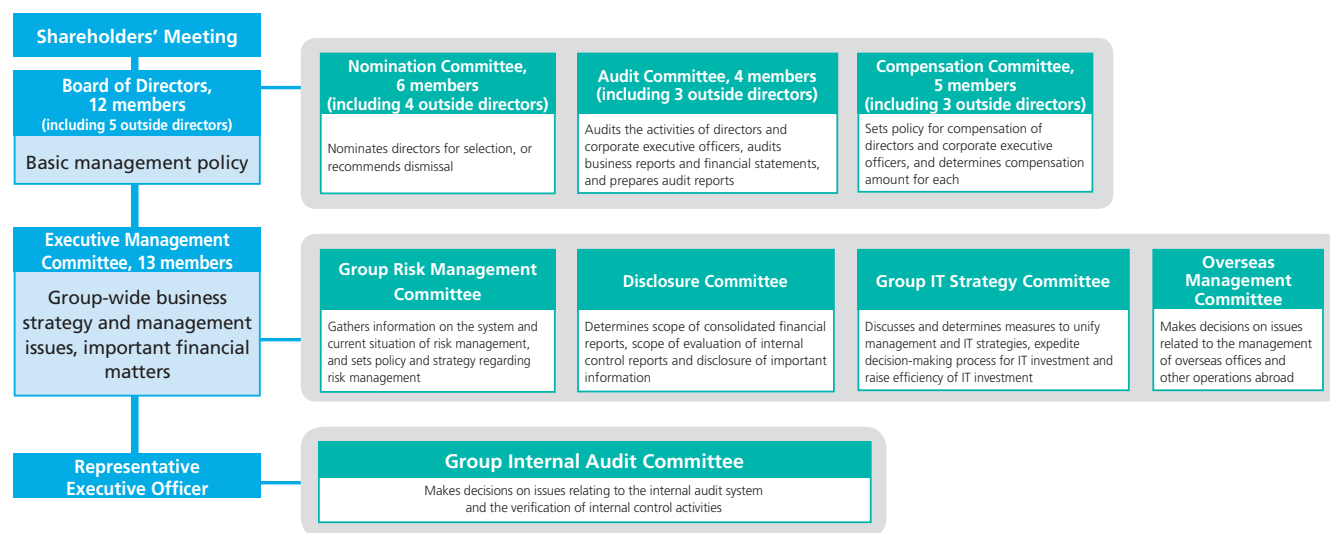 Shareholders’ Meeting
Board of Directors,
12 members
(including 5 outside directors)
Basic management policy
Nomination Committee,
6 members
(including 4 outside directors)
Nominates directors for selection, or
recommends dismissal
Audit Committee, 4 members
(including 3 outside directors)
Audits the activities of directors and
corporate executive officers, audits
business reports and financial statements,
and prepares audit reports
Compensation Committee,
5 members
(including 3 outside directors)
Sets policy for compensation of
directors and corporate executive
officers, and determines compensation
amount for each
Executive Management
Committee, 13 members
Group-wide business
strategy and management
issues, important financial
matters
Group Risk Management
Committee
Gathers information on the system and
current situation of risk management,
and sets policy and strategy regarding
risk management
Disclosure Committee
Determines scope of consolidated financial
reports, scope of evaluation of internal
control reports and disclosure of important
information
Group IT Strategy Committee
Discusses and determines measures to unify
management and IT strategies, expedite
decision-making process for IT investment and
raise efficiency of IT investment
Overseas
Management
Committee
Makes decisions on issues
related to the management
of overseas offices and
other operations abroad
Representative
Executive Officer
Group Internal Audit Committee
Makes decisions on issues relating to the internal audit system
and the verification of internal control activities